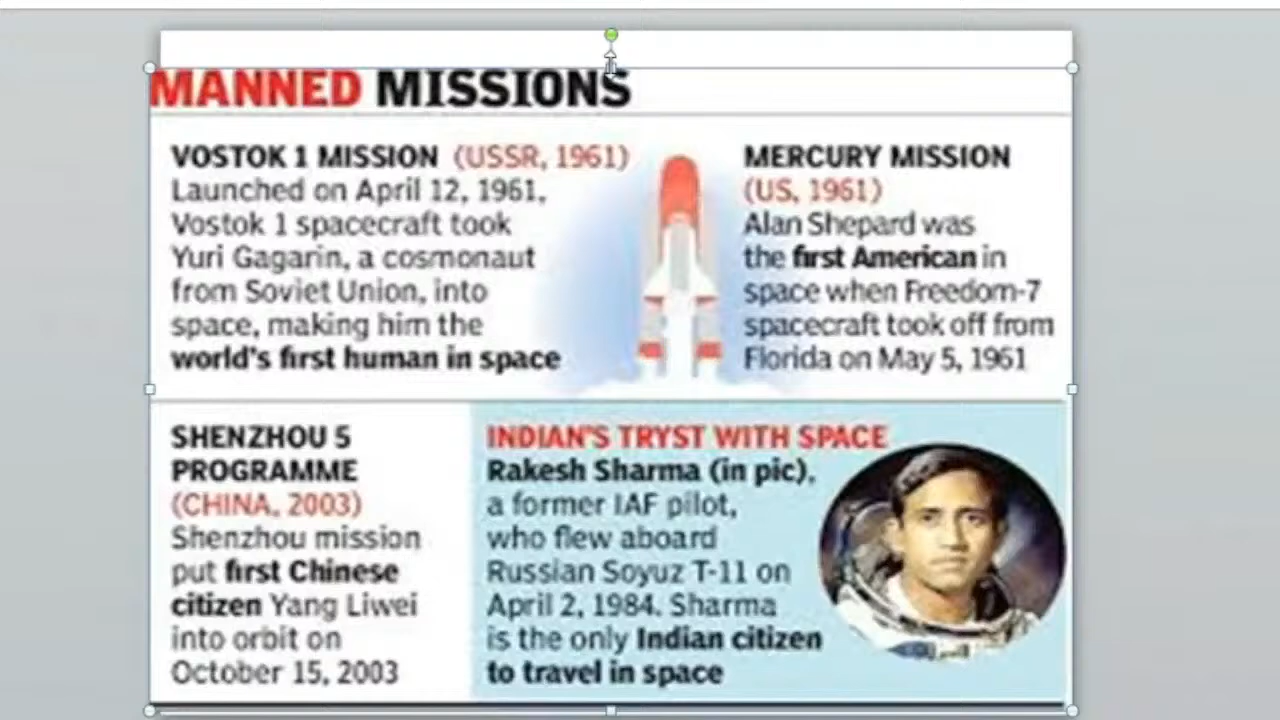 MANNED MISSIONS
VOSTOK 1 MISSION (USSR, 1961)
Launched on April 12, 1961,
Vostok 1 spacecraft took
Yuri Gagarin, a cosmonaut
from Soviet Union, into
space, making him the
world's first human in space
MERCURY MISSION
(US, 1961)
Alan Shepard was
the first American in
space when Freedom-7
spacecraft took off from
Florida on May 5, 1961
SHENZHOU 5
PROGRAMME
(CHINA, 2003)
Shenzhou mission
put first Chinese
citizen Yang Liwei
into orbit on
October 15, 2003
INDIAN'S TRYST WITH SPACE
Rakesh Sharma (in pic),
a former IAF pilot,
who flew aboard
Russian Soyuz T-11 on
April 2, 1984. Sharma
is the only Indian citizen
to travel in space